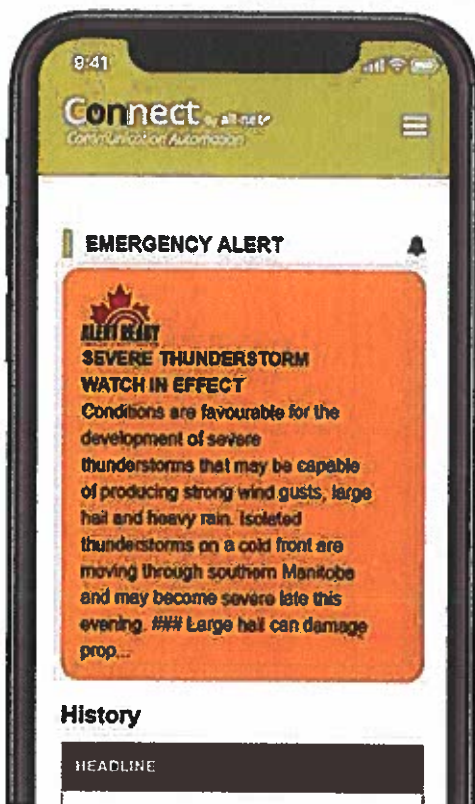 9:41
Connect by all-net
Communication Automation
EMERGENCY ALERT
ALERT READY
SEVERE THUNDERSTORM
WATCH IN EFFECT
Conditions are favourable for the
development of severe
thunderstorms that may be capable
of producing strong wind gusts, large
hail and heavy rain. Isolated
thunderstorms on a cold front are
moving through southern Manitoba
and may become severe late this
evening. ### Large hail can damage
prop...
History
HEADLINE